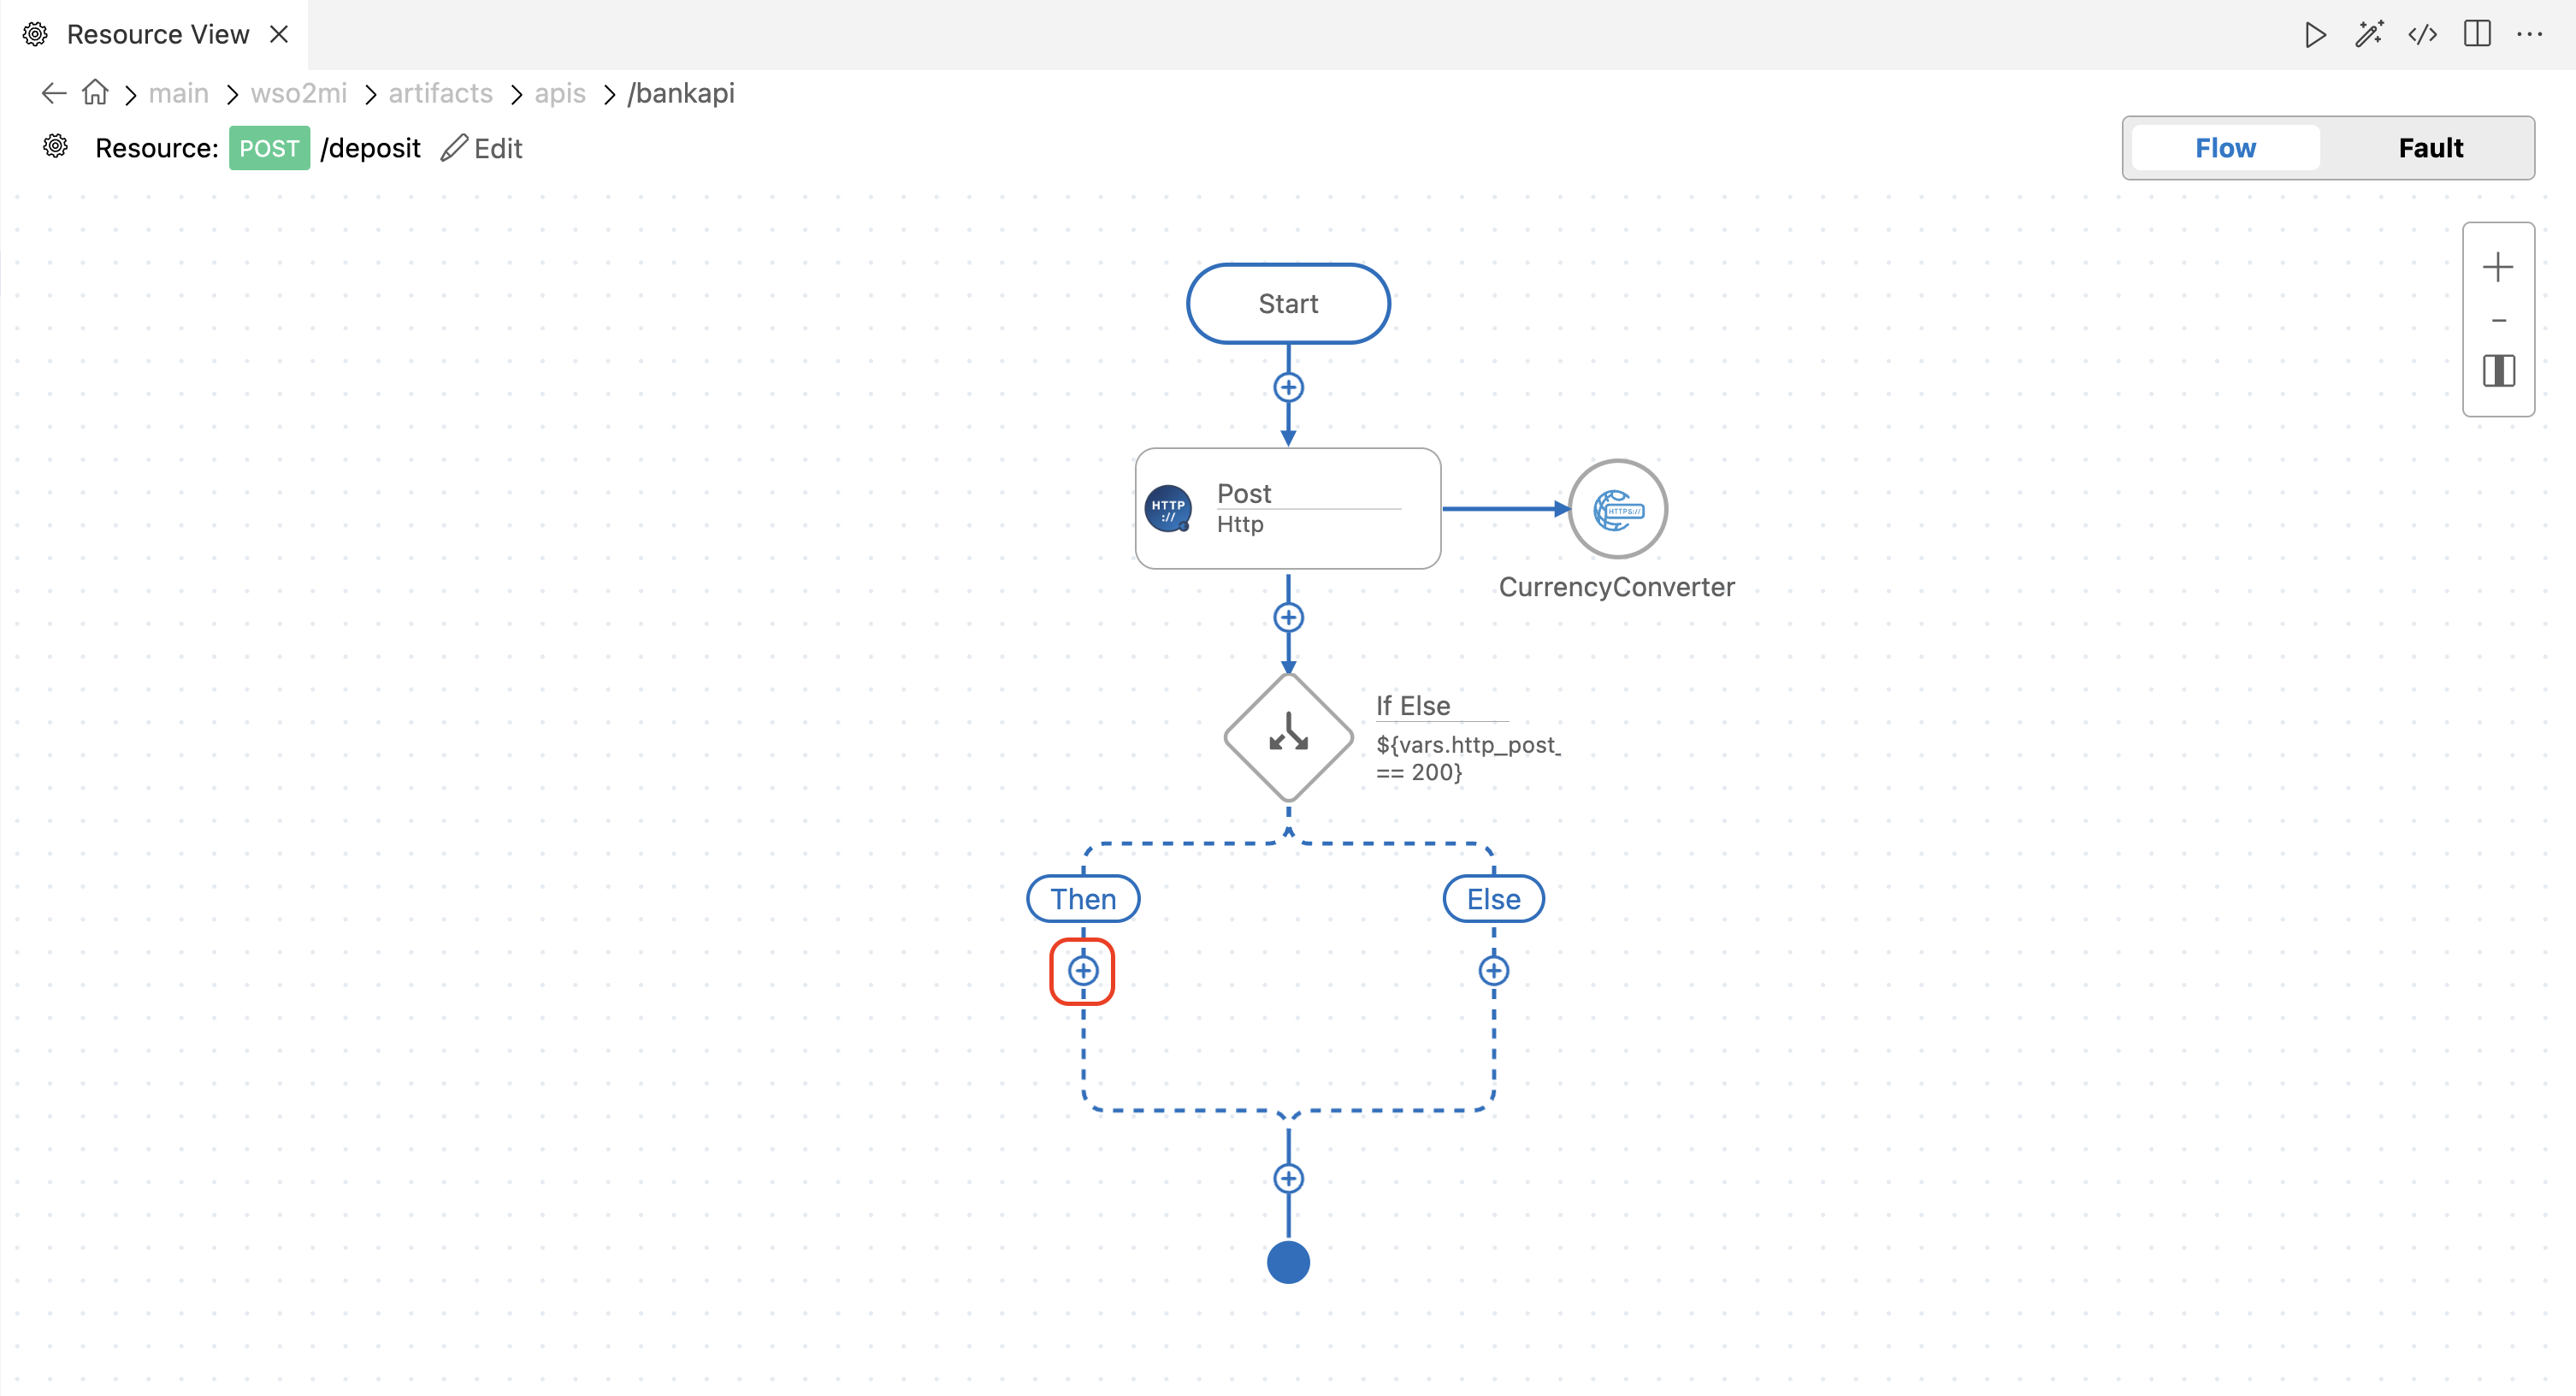 Resource View
main > wso2mi > artifacts > apis > /bankapi
Resource: POST /deposit Edit
Flow Fault
Start
HTTP
://
Post
Http
HTTPS://
CurrencyConverter
If Else
${vars.http_post_
== 200}
Then
Else